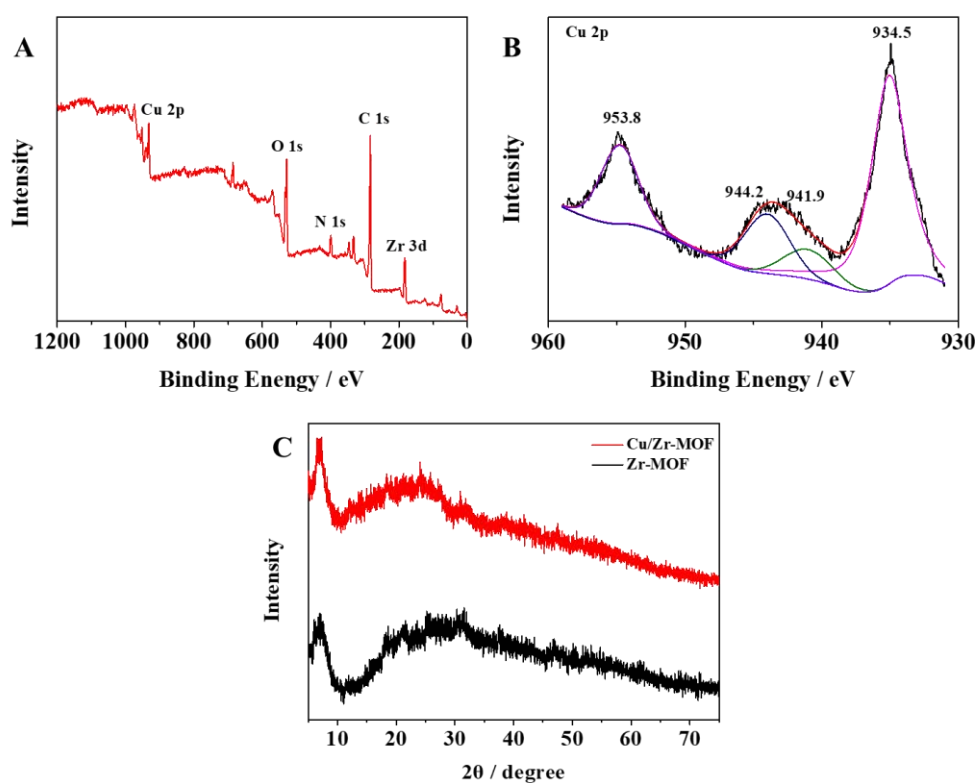 A
Cu 2p
O 1s
C 1s
N 1s
Zr 3d
Intensity
1200 1000 800 600 400 200 0
Binding Enengy / eV
B
Cu 2p
934.5
953.8
944.2
941.9
Intensity
960 950 940 930
Binding Enengy / eV
C
Cu/Zr-MOF
Zr-MOF
Intensity
10 20 30 40 50 60 70
2θ / degree